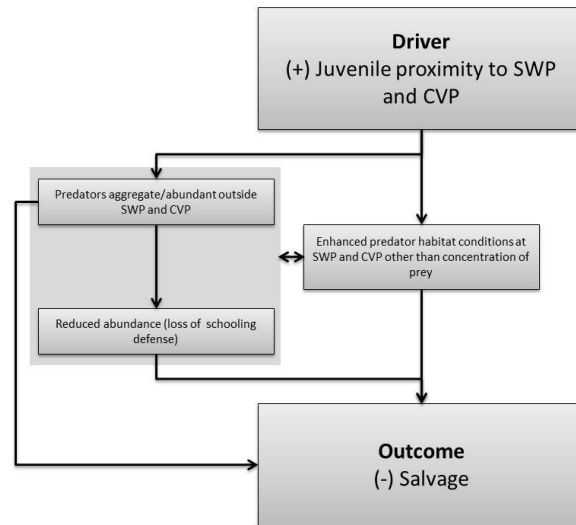 Driver
(+) Juvenile proximity to SWP
and CVP
Predators aggregate/abundant outside
SWP and CVP
Enhanced predator habitat conditions at
SWP and CVP other than concentration of
prey
Reduced abundance (loss of schooling
defense)
Outcome
(-) Salvage